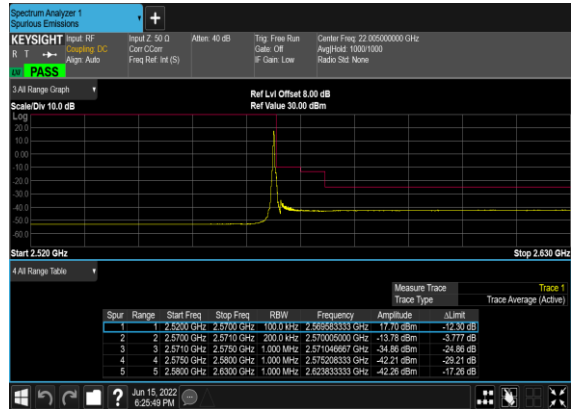 Spectrum Analyzer 1
Spurious Emissions
KEYSIGHT Input: RF Input Z: 50 Ω Atten: 40 dB Trig: Free Run Center Freq: 22.005000000 GHz
R T Coupling: DC Corr CCorr Gate: Off Avg|Hold: 1000/1000
Align: Auto Freq Ref: Int (S) IF Gain: Low Radio Std: None
PASS
3 All Range Graph
Ref Lvl Offset 8.00 dB
Scale/Div 10.0 dB Ref Value 30.00 dBm
Log
20.0
10.0
0.00
-10.0
-20.0
-30.0
-40.0
-50.0
-60.0
Start 2.520 GHz Stop 2.630 GHz
4 All Range Table
Measure Trace Trace 1
Trace Type Trace Average (Active)
Spur Range Start Freq Stop Freq RBW Frequency Amplitude ΔLimit
1 1 2.5200 GHz 2.5700 GHz 100.0 kHz 2.569583333 GHz 17.70 dBm -12.30 dB
2 2 2.5700 GHz 2.5710 GHz 200.0 kHz 2.570005000 GHz -13.78 dBm -3.777 dB
3 3 2.5710 GHz 2.5750 GHz 1.000 MHz 2.571046667 GHz -34.86 dBm -24.86 dB
4 4 2.5750 GHz 2.5800 GHz 1.000 MHz 2.575208333 GHz -42.21 dBm -29.21 dB
5 5 2.5800 GHz 2.6300 GHz 1.000 MHz 2.623833333 GHz -42.26 dBm -17.26 dB
Jun 15, 2022
6:25:49 PM